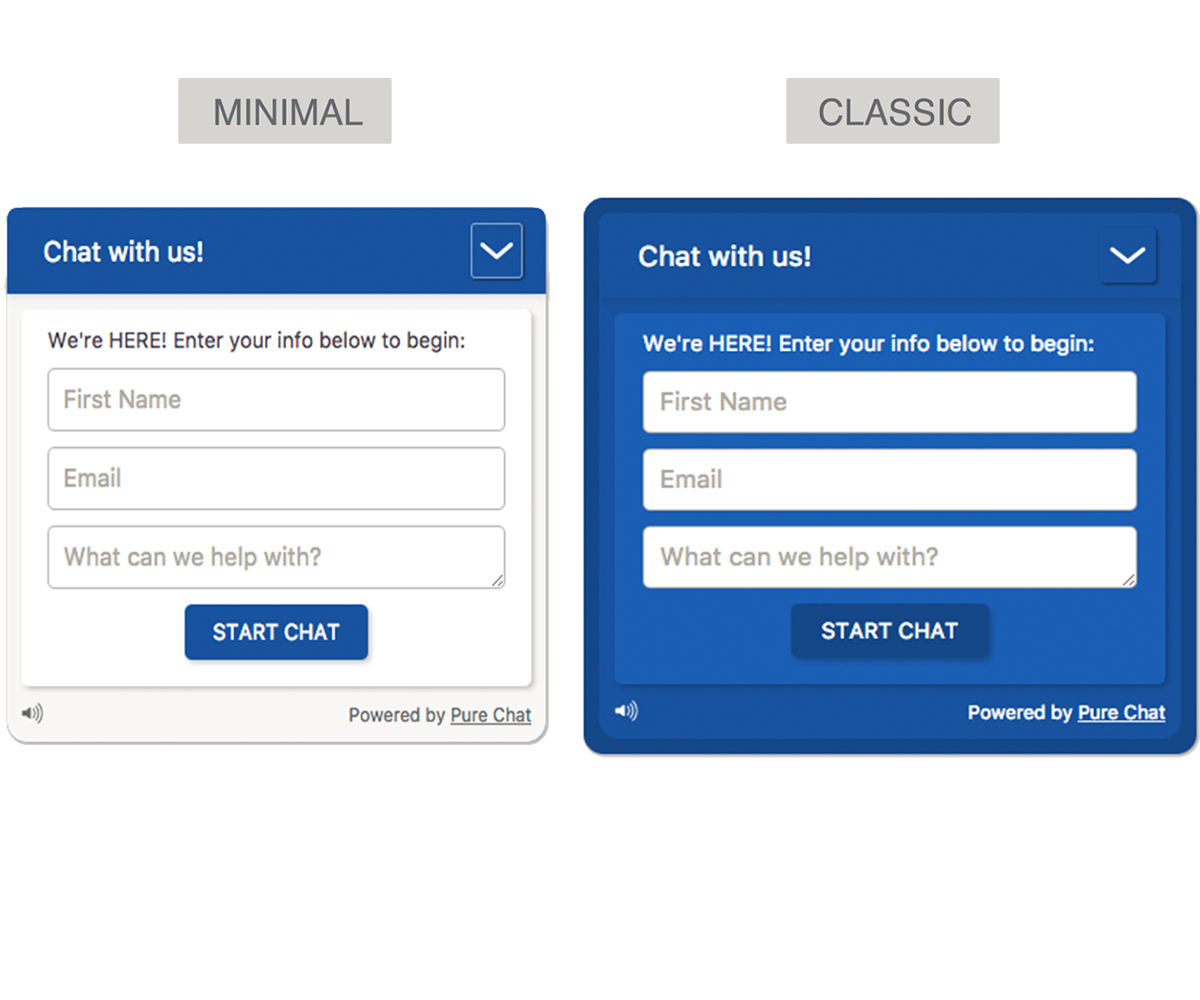 MINIMAL
Chat with us!
We're HERE! Enter your info below to begin:
First Name
Email
What can we help with?
START CHAT
Powered by Pure Chat
CLASSIC
Chat with us!
We're HERE! Enter your info below to begin:
First Name
Email
What can we help with?
START CHAT
Powered by Pure Chat